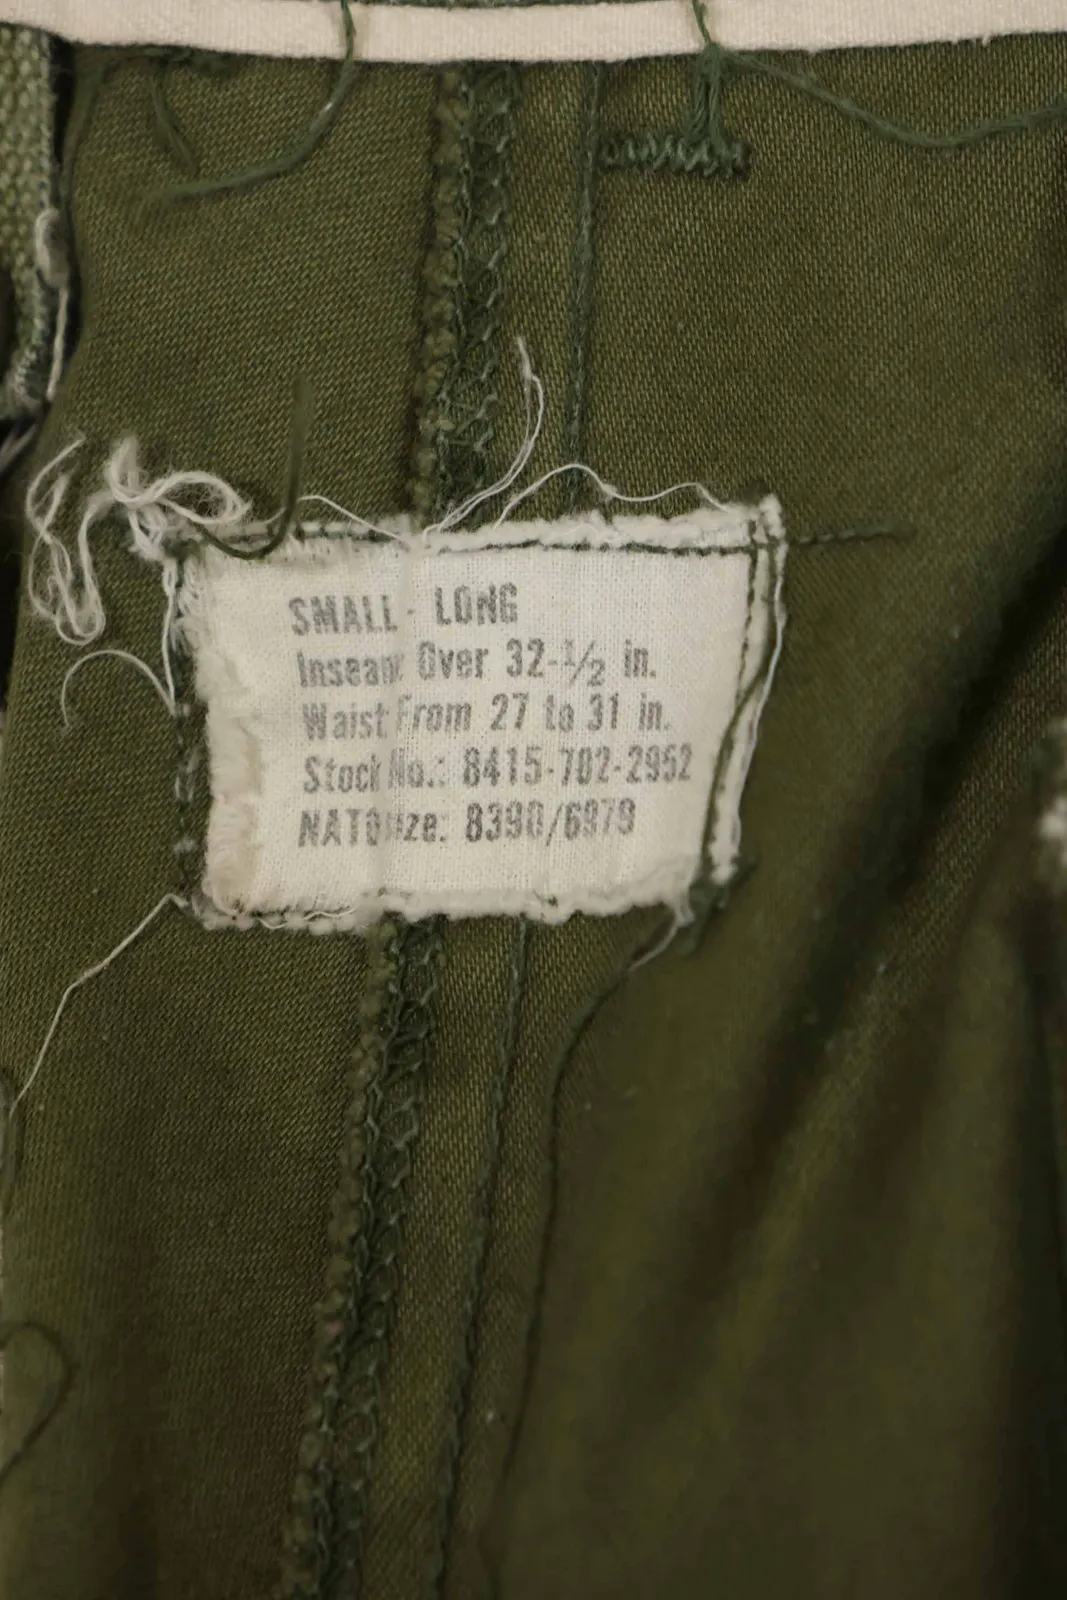 SMALL - LONG
Inseam: Over 32-1/2 in.
Waist From 27 to 31 in.
Stock No.: 8415-702-2952
NATO Size: 8390/6979